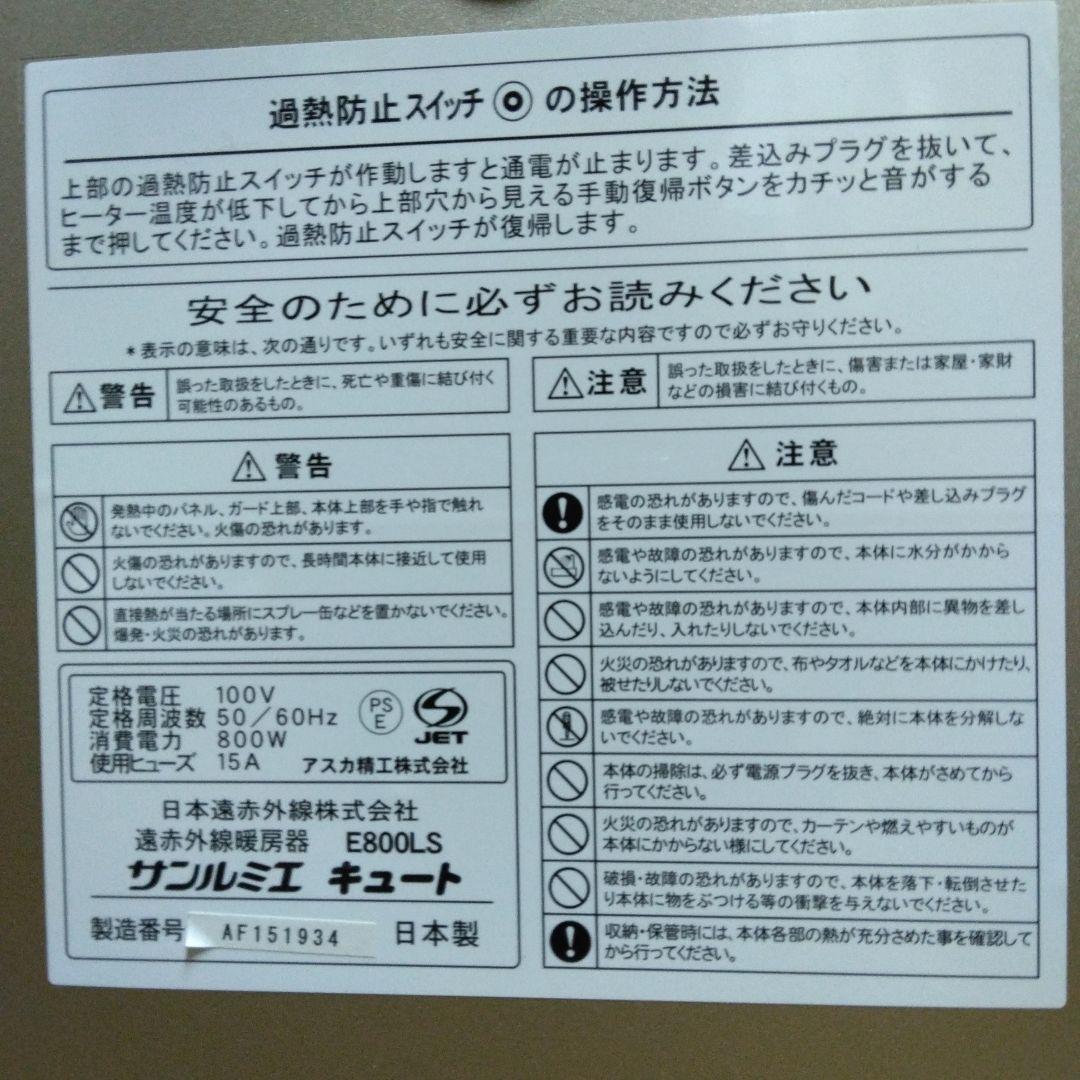 過熱防止スイッチ◎の操作方法
上部の過熱防止スイッチが作動しますと通電が止まります。差込みプラグを抜いて、
ヒーター温度が低下してから上部穴から見える手動復帰ボタンをカチッと音がする
まで押してください。過熱防止スイッチが復帰します。
安全のために必ずお読みください
*表示の意味は、次の通りです。いずれも安全に関する重要な内容ですので必ずお守りください。
警告
誤った取扱をしたときに、死亡や重傷に結び付く
可能性のあるもの。
注意
誤った取扱をしたときに、傷害または家屋・家財
などの損害に結び付くもの。
警告
発熱中のパネル、ガード上部、本体上部を手や指で触れ
ないでください。火傷の恐れがあります。
火傷の恐れがありますので、長時間本体に接近して使用
しないでください。
直接熱が当たる場所にスプレー缶などを置かないでください。
爆発・火災の恐れがあります。
定格電圧 100V
定格周波数 50/60Hz
消費電力 800W
使用ヒューズ 15A
PS
E
JET
アスカ精工株式会社
日本遠赤外線株式会社
遠赤外線暖房器 E800LS
サンルミエ キュート
製造番号 AF151934 日本製
注意
感電の恐れがありますので、傷んだコードや差し込みプラグ
をそのまま使用しないでください。
感電や故障の恐れがありますので、本体に水分がかから
ないようにしてください。
感電や故障の恐れがありますので、本体内部に異物を差し
込んだり、入れたりしないでください。
火災の恐れがありますので、布やタオルなどを本体にかけたり、
被せたりしないでください。
感電や故障の恐れがありますので、絶対に本体を分解しな
いでください。
本体の掃除は、必ず電源プラグを抜き、本体がさめてから
行ってください。
火災の恐れがありますので、カーテンや燃えやすいものが
本体にかからない様にしてください。
破損・故障の恐れがありますので、本体を落下・転倒させた
り本体に物をぶつける等の衝撃を与えないでください。
収納・保管時には、本体各部の熱が充分さめた事を確認して
から行ってください。